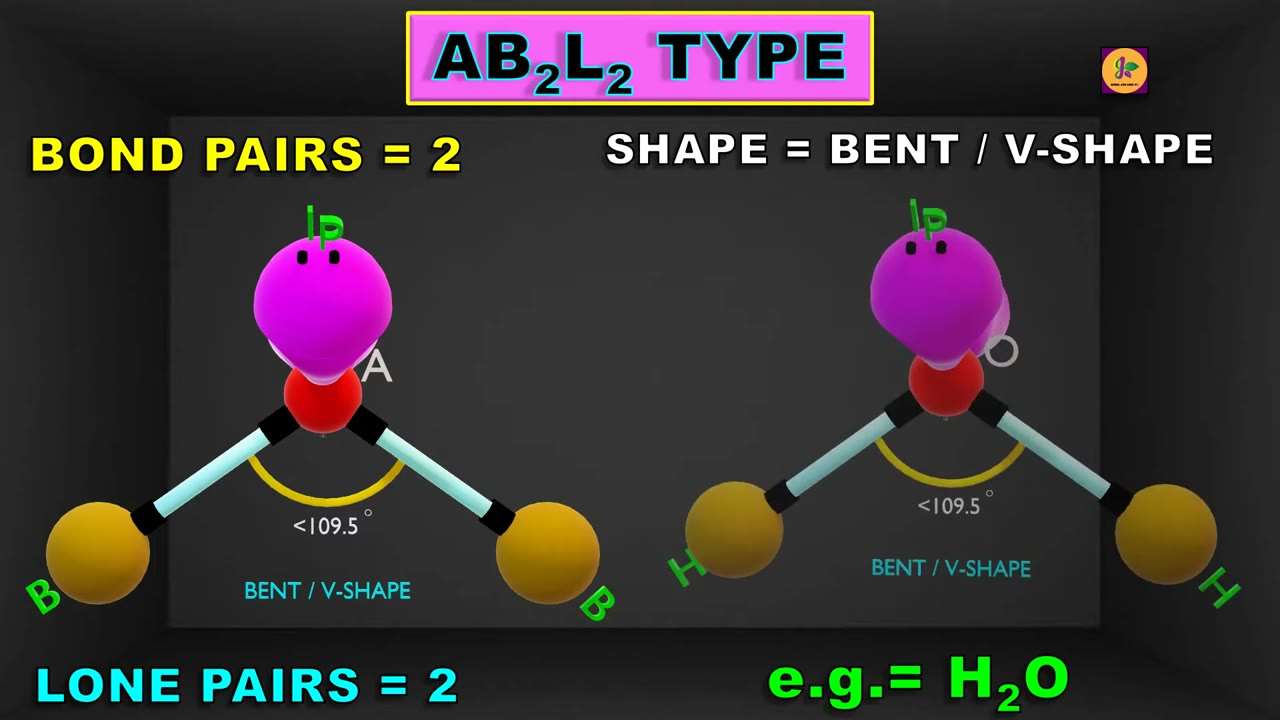 AB₂L₂ TYPE
BOND PAIRS = 2
SHAPE = BENT / V-SHAPE
lp
lp
A
O
<109.5°
<109.5°
H
H
B
B
BENT / V-SHAPE
BENT / V-SHAPE
LONE PAIRS = 2
e.g.= H₂O